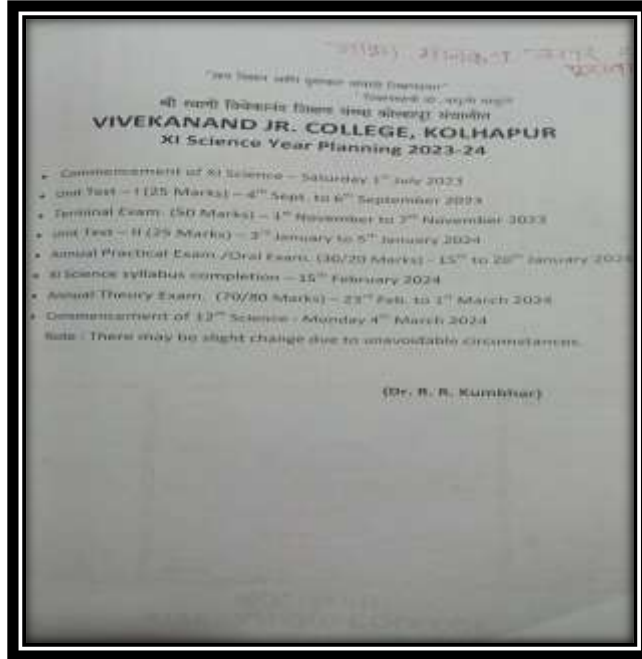 "ज्ञान विज्ञान आणि सुसंस्कार यासाठी शिक्षणप्रसार"
श्री स्वामी विवेकानंद शिक्षण संस्था कोल्हापूर संचालित
VIVEKANAND JR. COLLEGE, KOLHAPUR
XI Science Year Planning 2023-24
• Commencement of XI Science – Saturday 1st July 2023
• Unit Test – I (25 Marks) – 4th Sept. to 6th September 2023
• Terminal Exam. (50 Marks) – 1st November to 7th November 2023
• Unit Test – II (25 Marks) – 3rd January to 5th January 2024
• Annual Practical Exam./Oral Exam. (30/20 Marks) - 15th to 20th January 2024
• XI Science syllabus completion – 15th February 2024
• Annual Theory Exam. (70/80 Marks) – 23rd Feb. to 1st March 2024
• Commencement of 12th Science - Monday 4th March 2024
Note : There may be slight change due to unavoidable circumstances.
(Dr. R. R. Kumbhar)